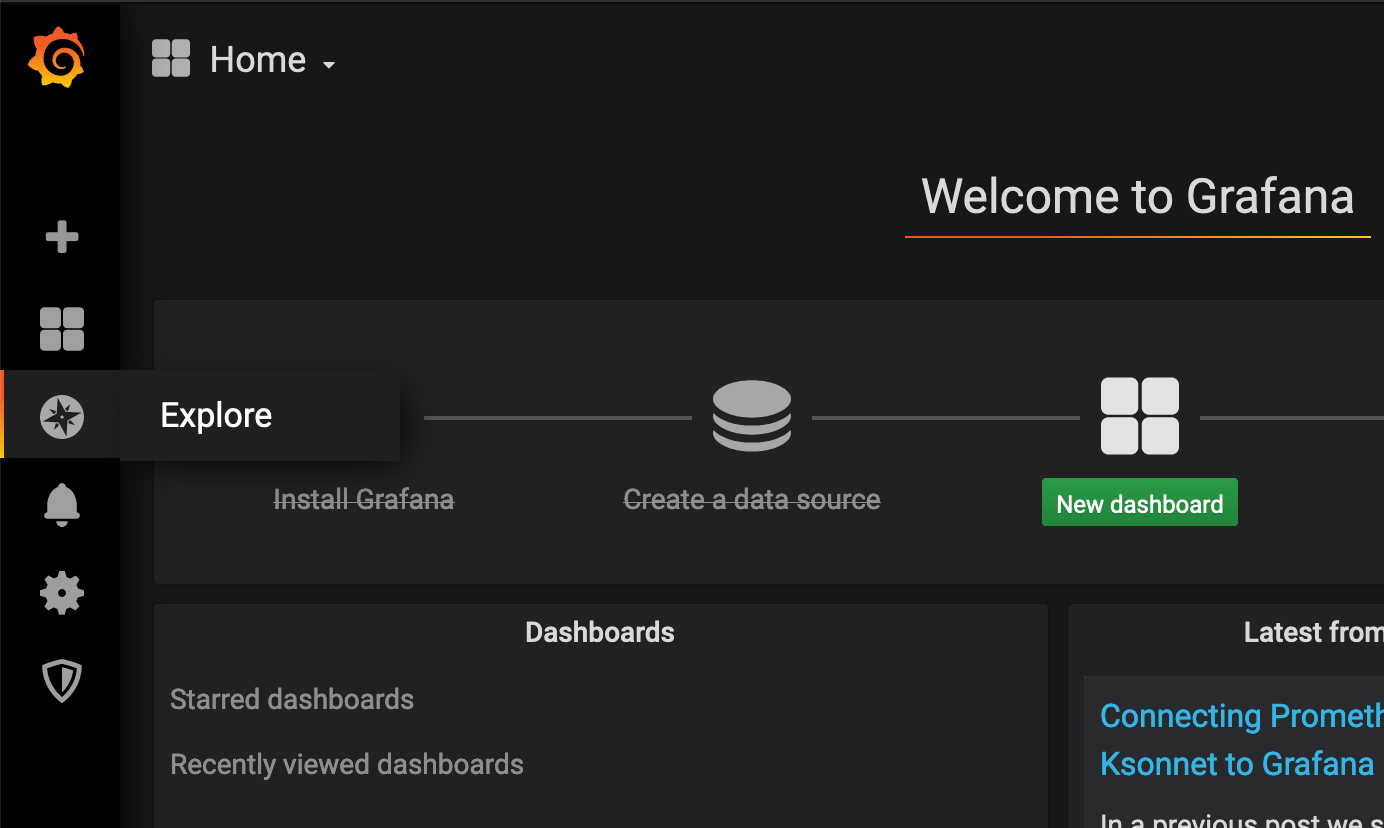 Home
Welcome to Grafana
Explore
Install Grafana
Create a data source
New dashboard
Dashboards
Starred dashboards
Recently viewed dashboards
Latest from
Connecting Prometh
Ksonnet to Grafana
In a previous post we s